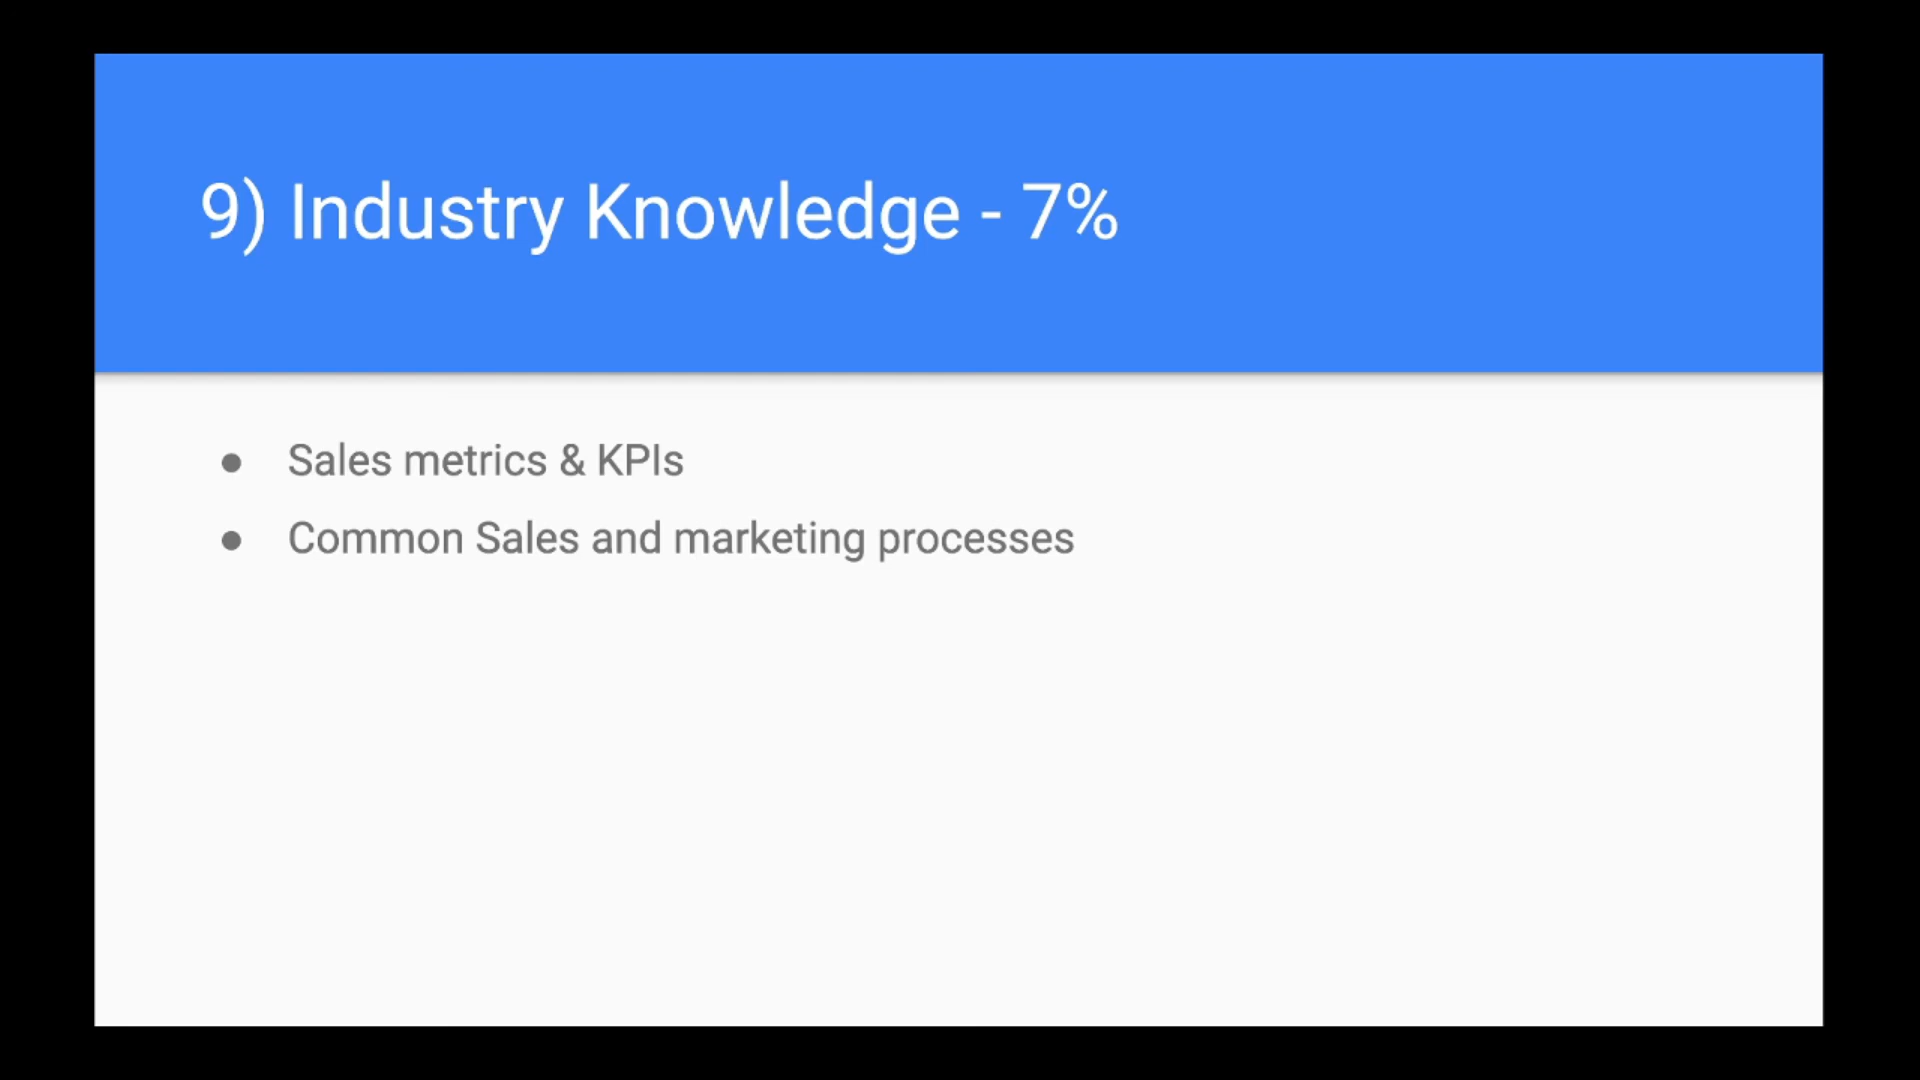 9) Industry Knowledge - 7%
● Sales metrics & KPIs
● Common Sales and marketing processes